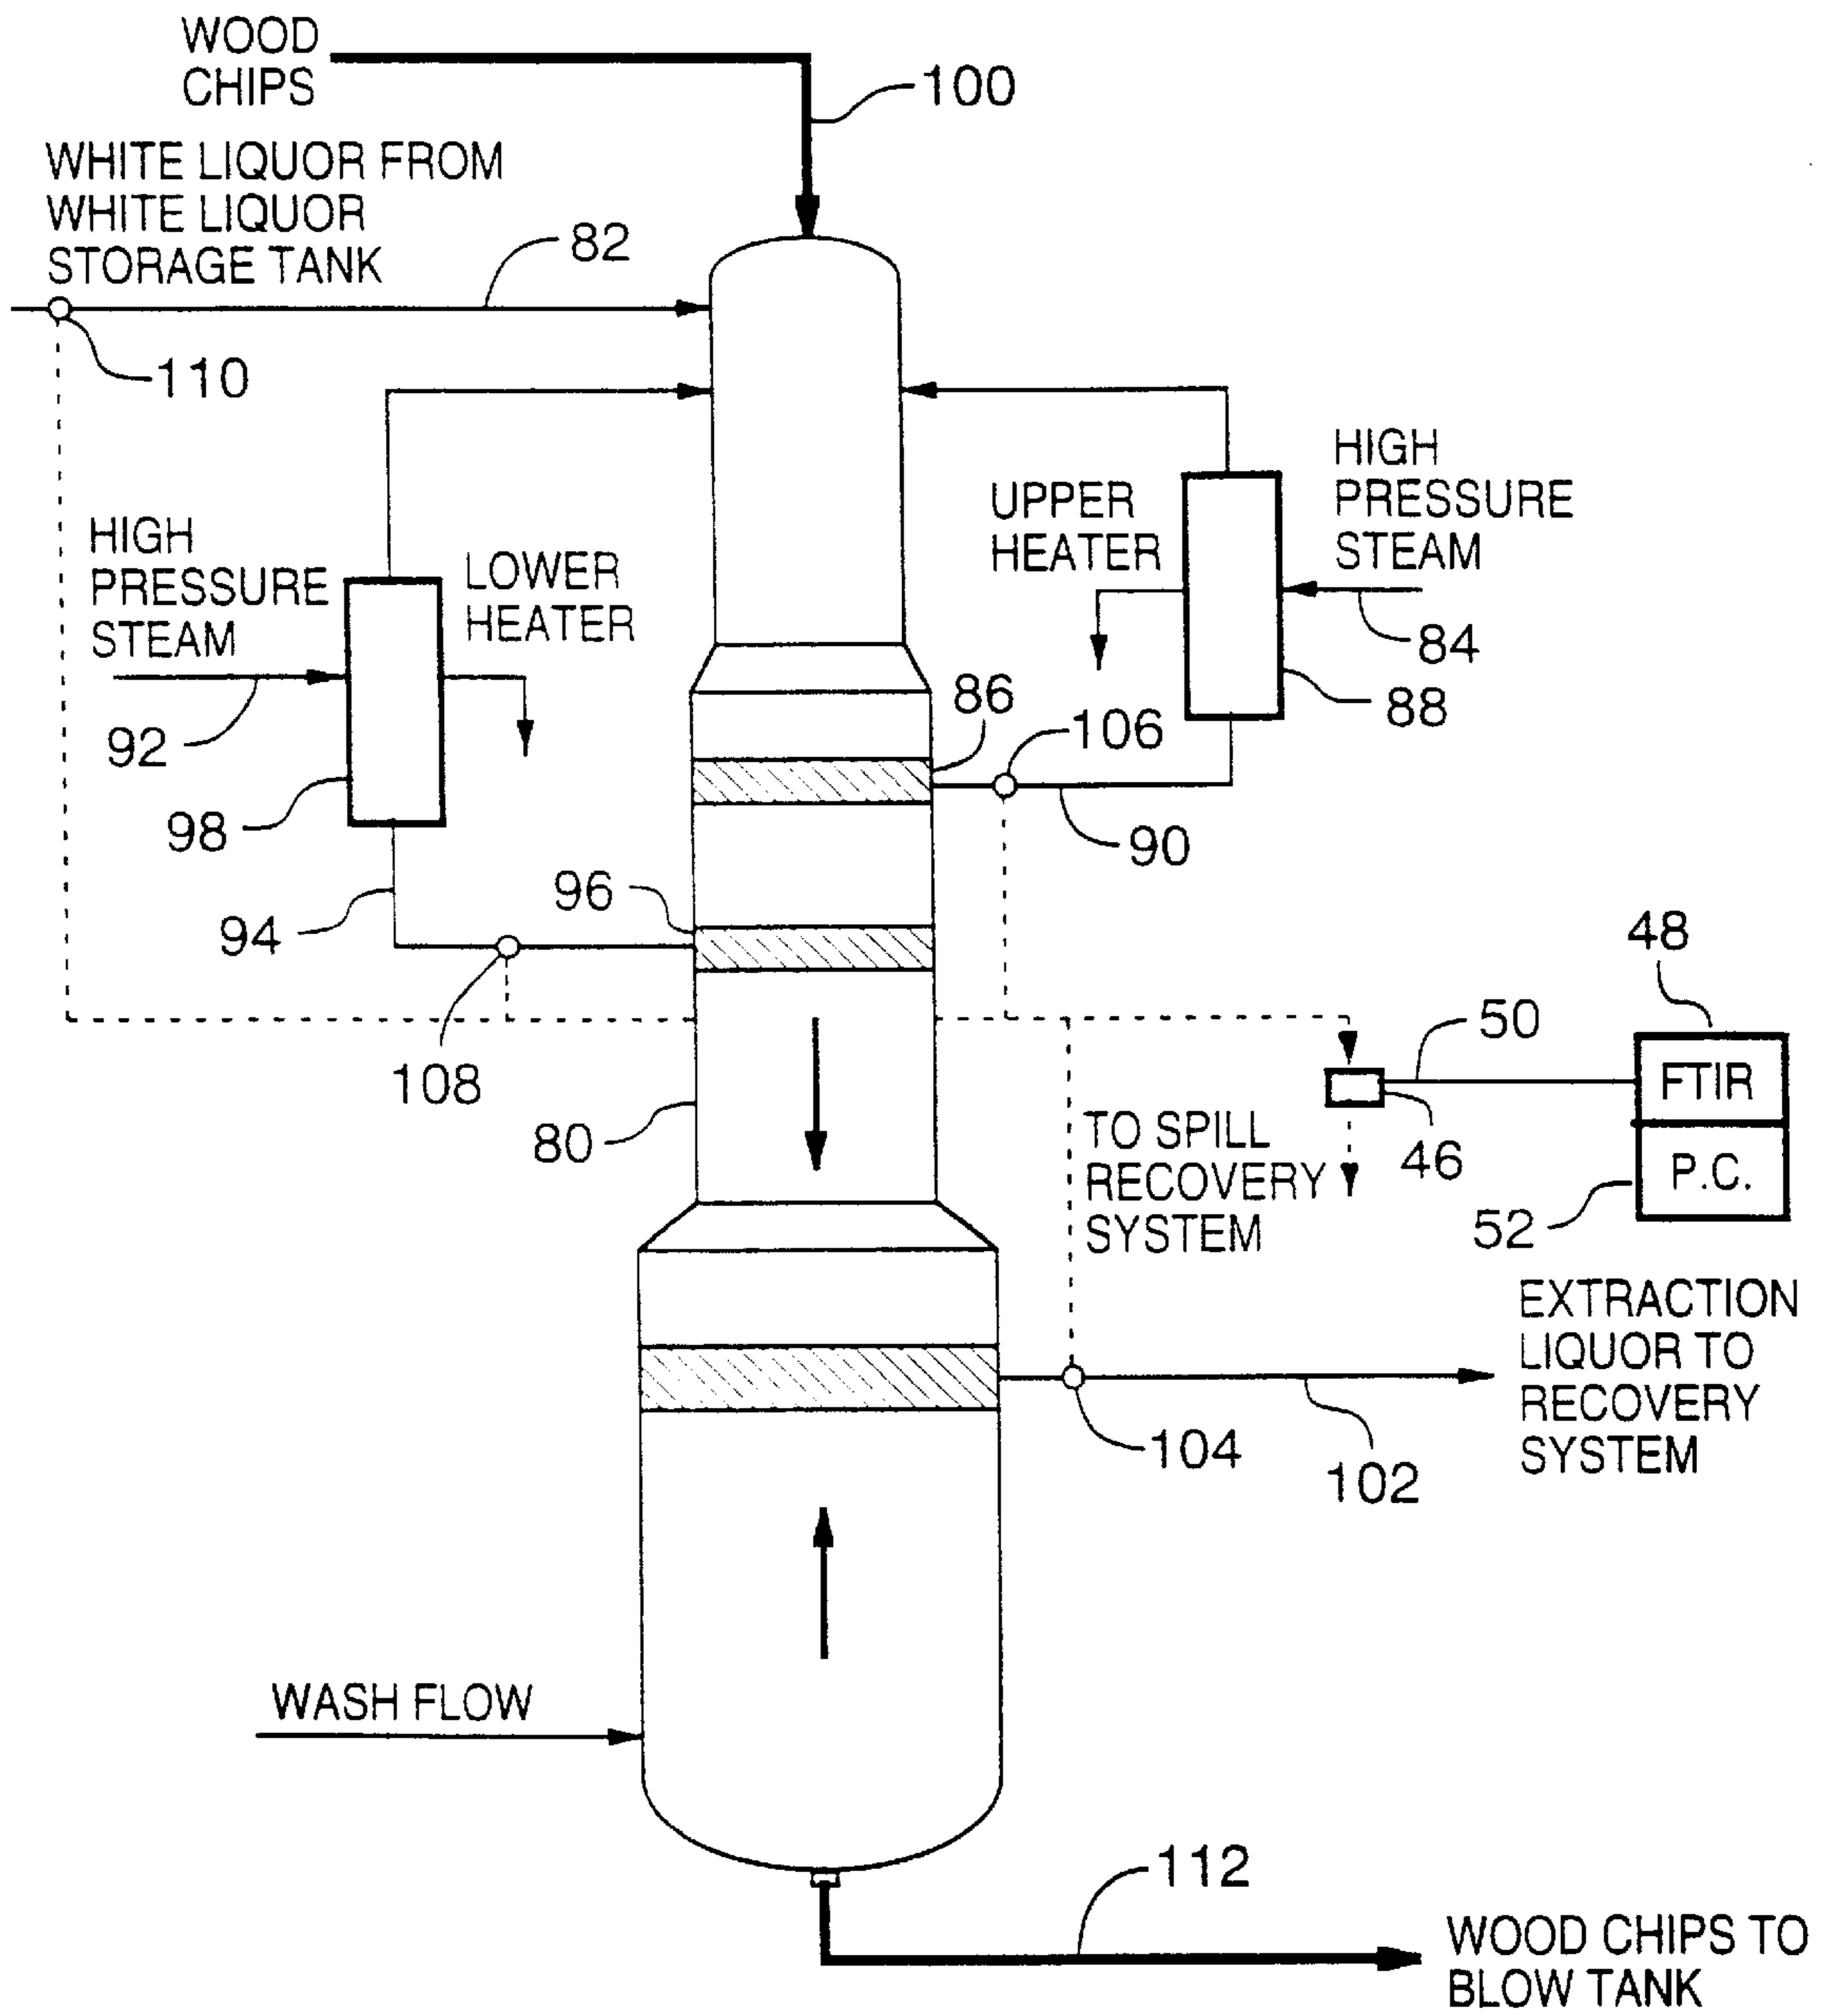 WOOD
CHIPS
100
WHITE LIQUOR FROM
WHITE LIQUOR
STORAGE TANK
82
110
HIGH
PRESSURE
STEAM
UPPER
HEATER
HIGH
PRESSURE
STEAM
LOWER
HEATER
84
86
88
92
106
98
90
96
94
48
50
108
FTIR
80
TO SPILL
RECOVERY
SYSTEM
46
P.C.
52
EXTRACTION
LIQUOR TO
RECOVERY
SYSTEM
104
102
WASH FLOW
112
WOOD CHIPS TO
BLOW TANK